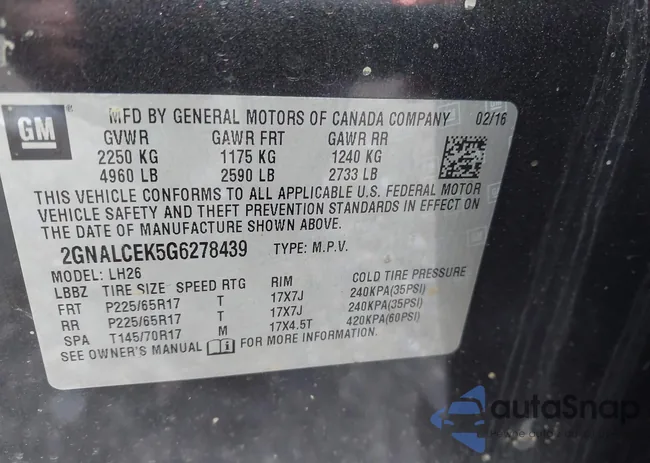 GM
®
MFD BY GENERAL MOTORS OF CANADA COMPANY 02/16
GVWR GAWR FRT GAWR RR
2250 KG 1175 KG 1240 KG
4960 LB 2590 LB 2733 LB
THIS VEHICLE CONFORMS TO ALL APPLICABLE U.S. FEDERAL MOTOR
VEHICLE SAFETY AND THEFT PREVENTION STANDARDS IN EFFECT ON
THE DATE OF MANUFACTURE SHOWN ABOVE.
2GNALCEK5G6278439 TYPE: M.P.V.
MODEL: LH26
LBBZ TIRE SIZE SPEED RTG RIM COLD TIRE PRESSURE
FRT P225/65R17 T 17X7J 240KPA(35PSI)
RR P225/65R17 T 17X7J 240KPA(35PSI)
SPA T145/70R17 M 17X4.5T 420KPA(60PSI)
SEE OWNER'S MANUAL FOR MORE INFORMATION.
autoSnap